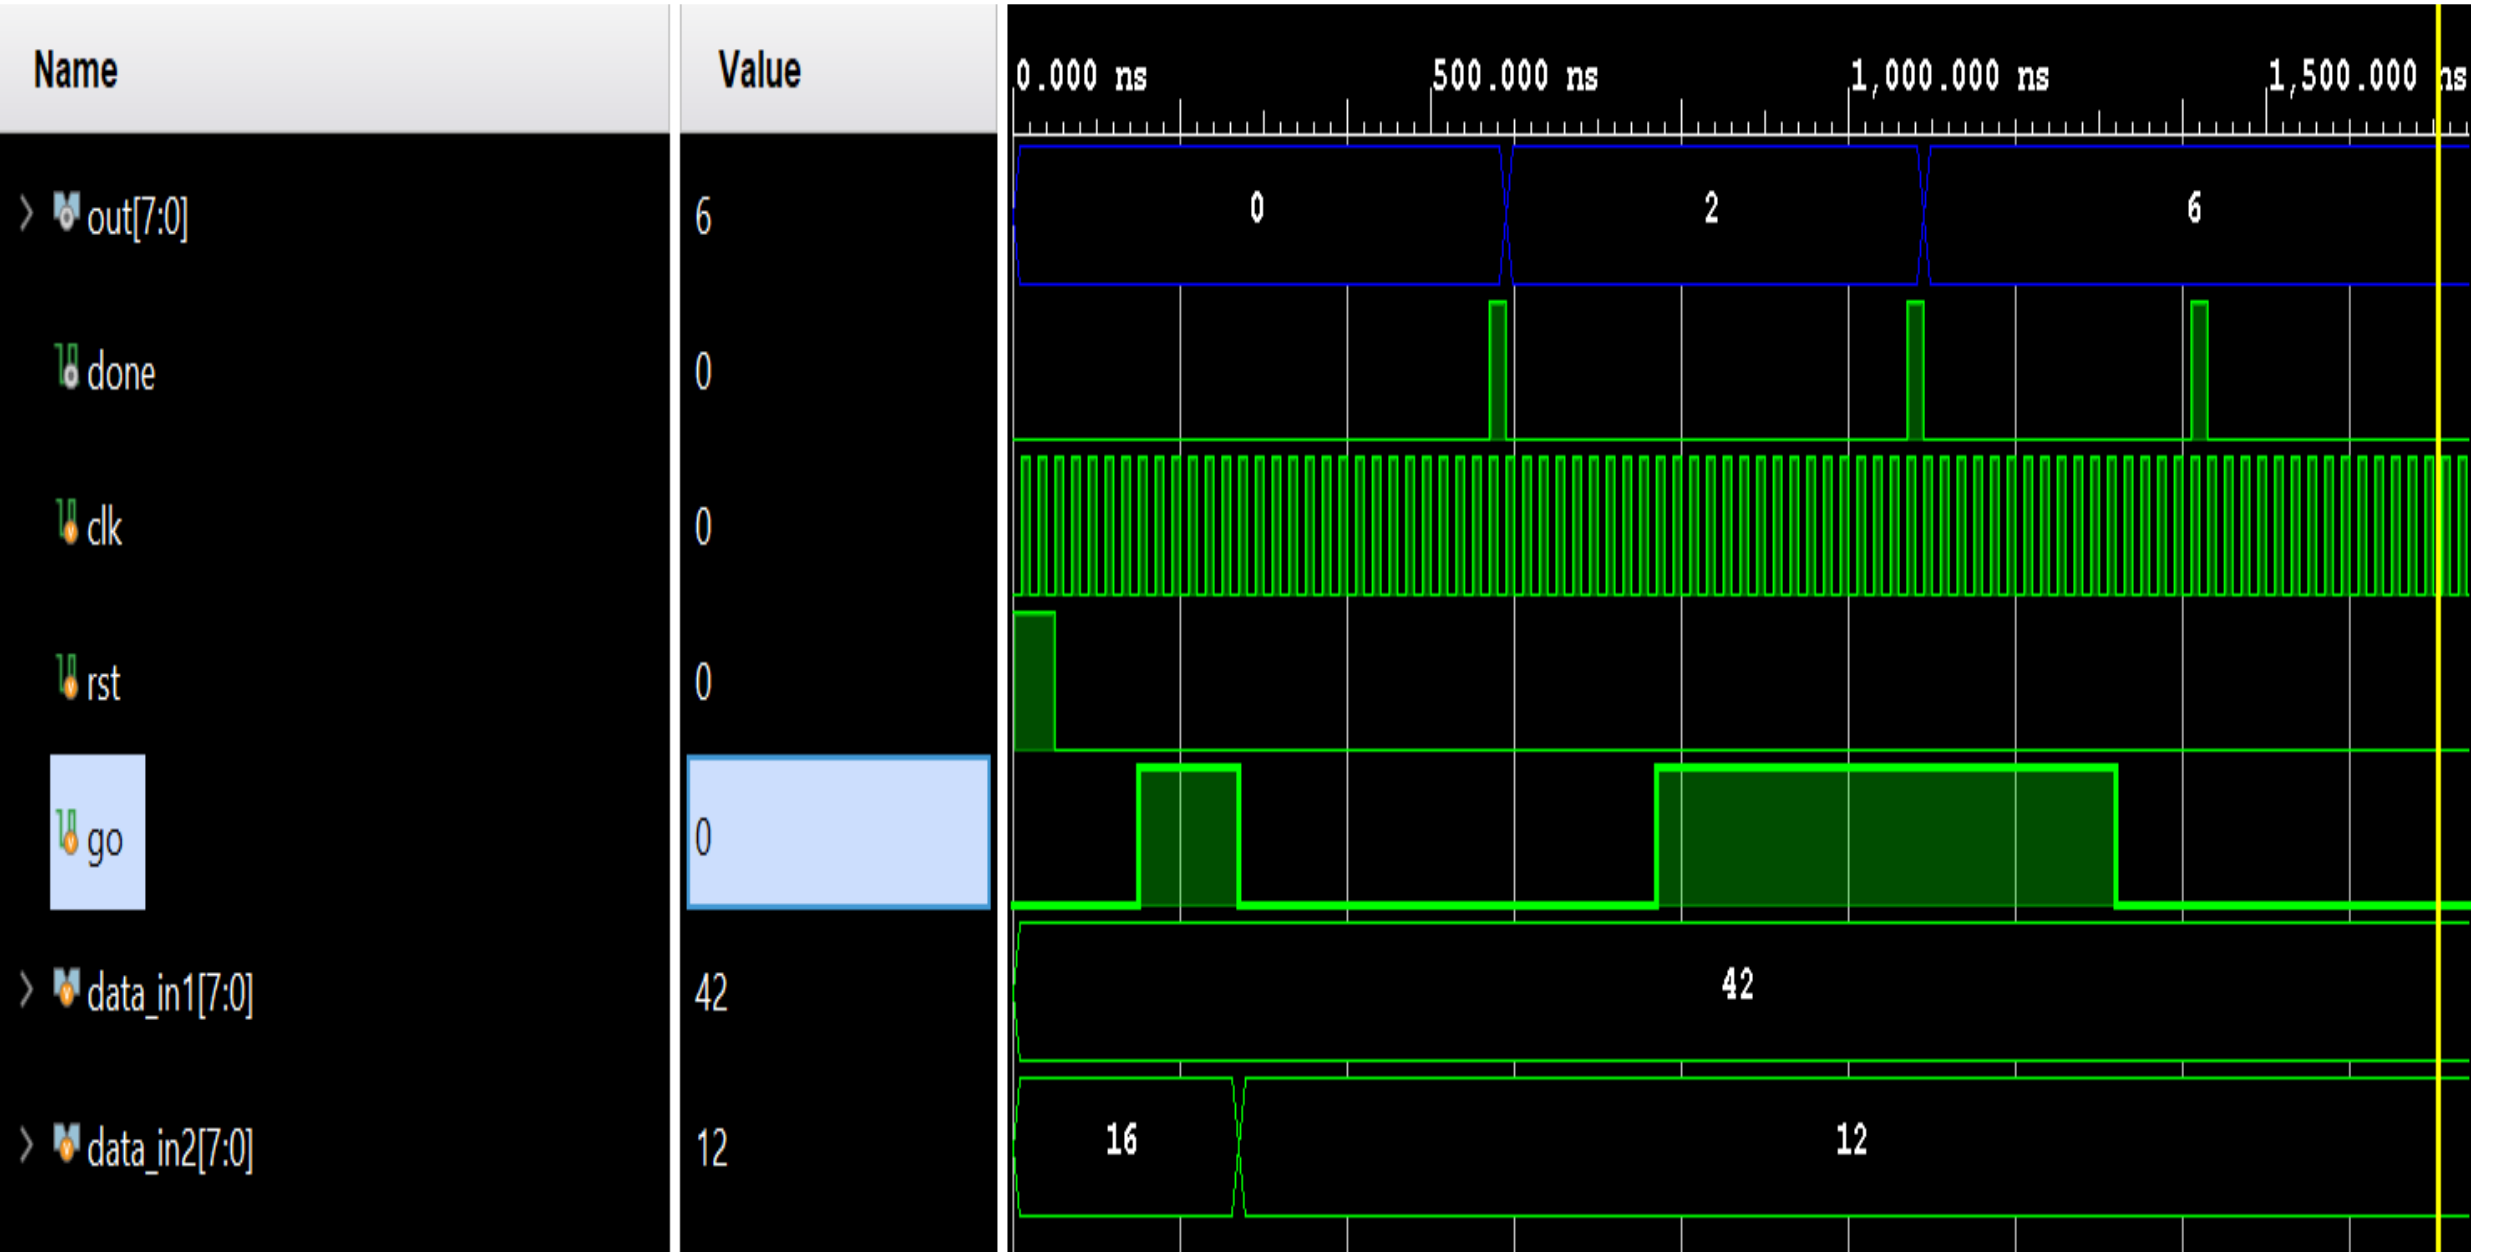 Name Value 0.000 ns 500.000 ns 1,000.000 ns 1,500.000 ns
out[7:0] 6 0 2 6
done 0
clk 0
rst 0
go 0
data_in1[7:0] 42 42
data_in2[7:0] 12 16 12